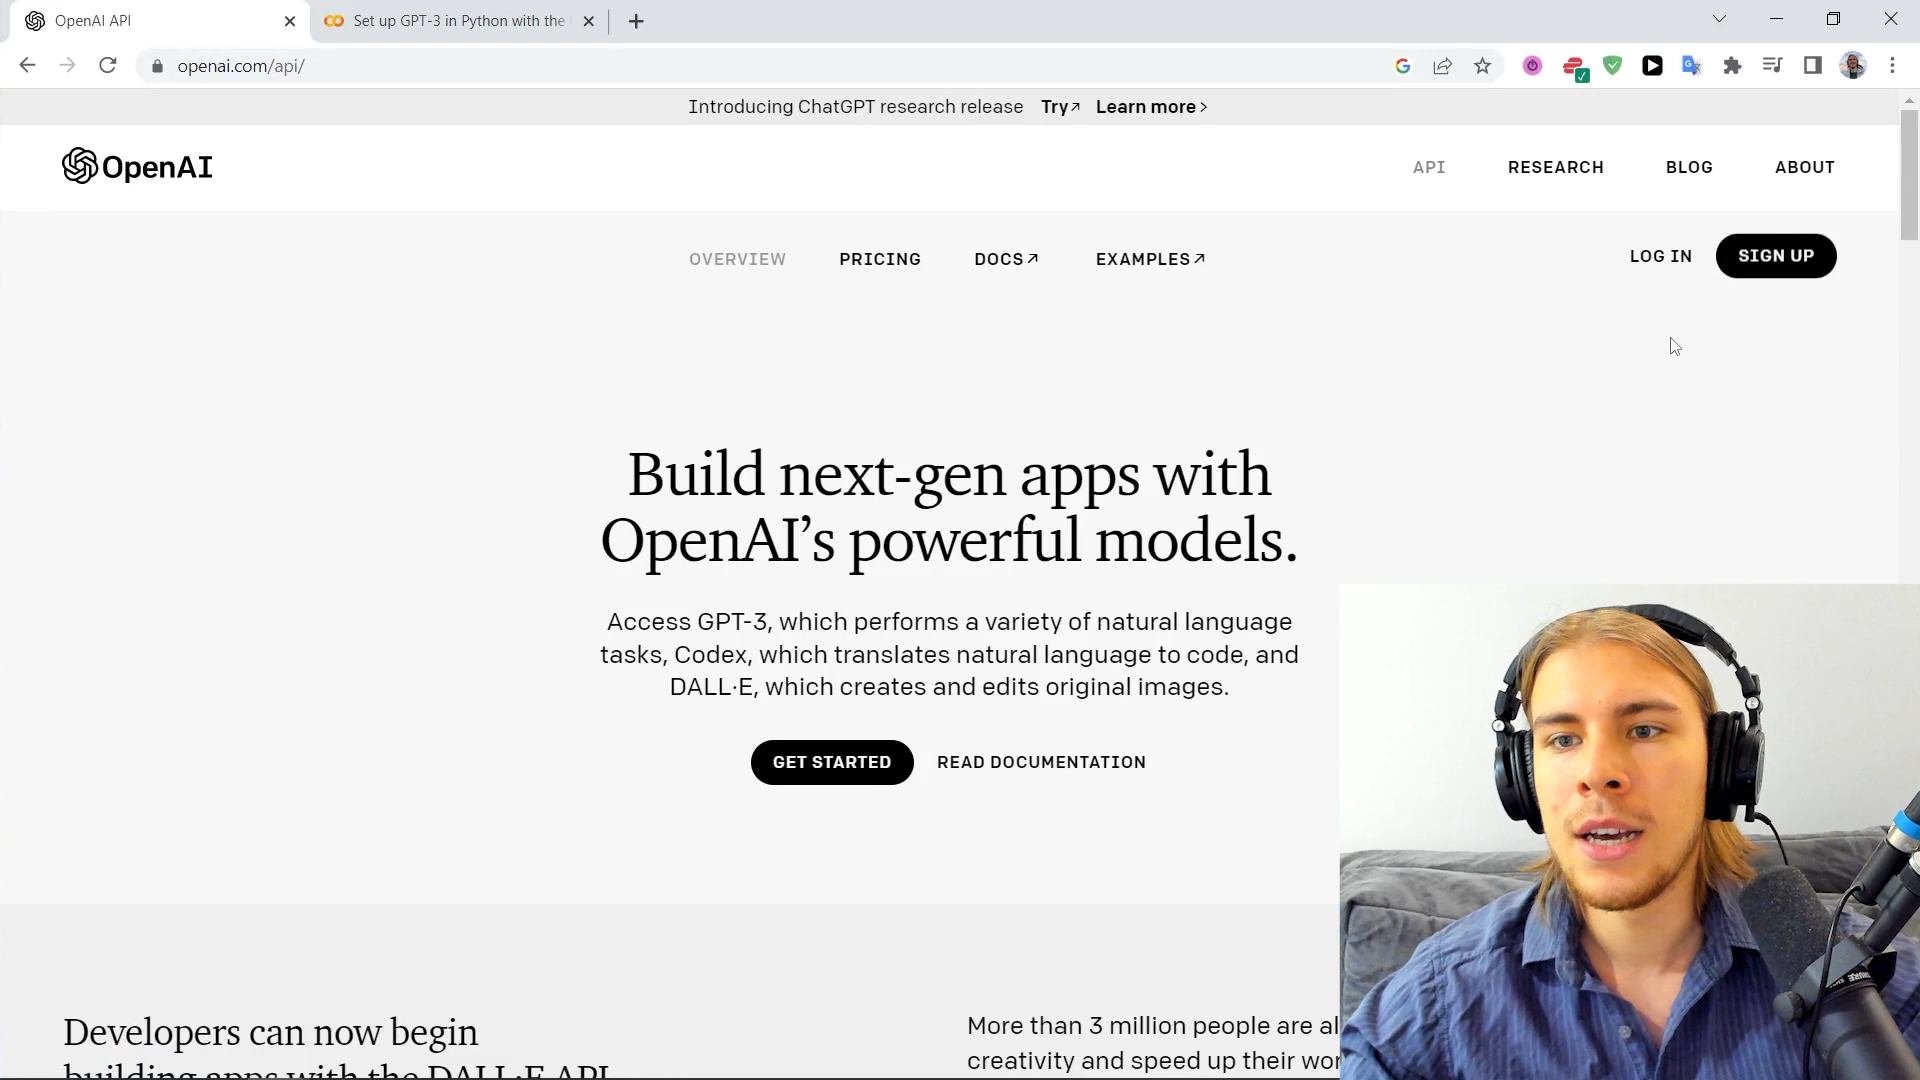 OpenAI API
Set up GPT-3 in Python with the
openai.com/api/
Introducing ChatGPT research release Try↗ Learn more›
OpenAI
API RESEARCH BLOG ABOUT
OVERVIEW PRICING DOCS↗ EXAMPLES↗
LOG IN SIGN UP
Build next-gen apps with
OpenAI’s powerful models.
Access GPT-3, which performs a variety of natural language
tasks, Codex, which translates natural language to code, and
DALL·E, which creates and edits original images.
GET STARTED READ DOCUMENTATION
Developers can now begin
building apps with the DALL·E API
More than 3 million people are al
creativity and speed up their wor
SHURE